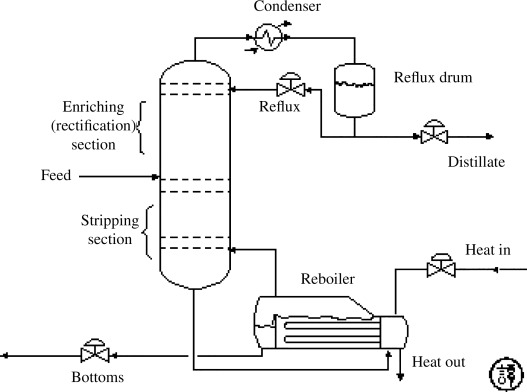 Condenser
Reflux drum
Enriching
(rectification)
section
Reflux
Distillate
Feed
Stripping
section
Heat in
Reboiler
Heat out
Bottoms